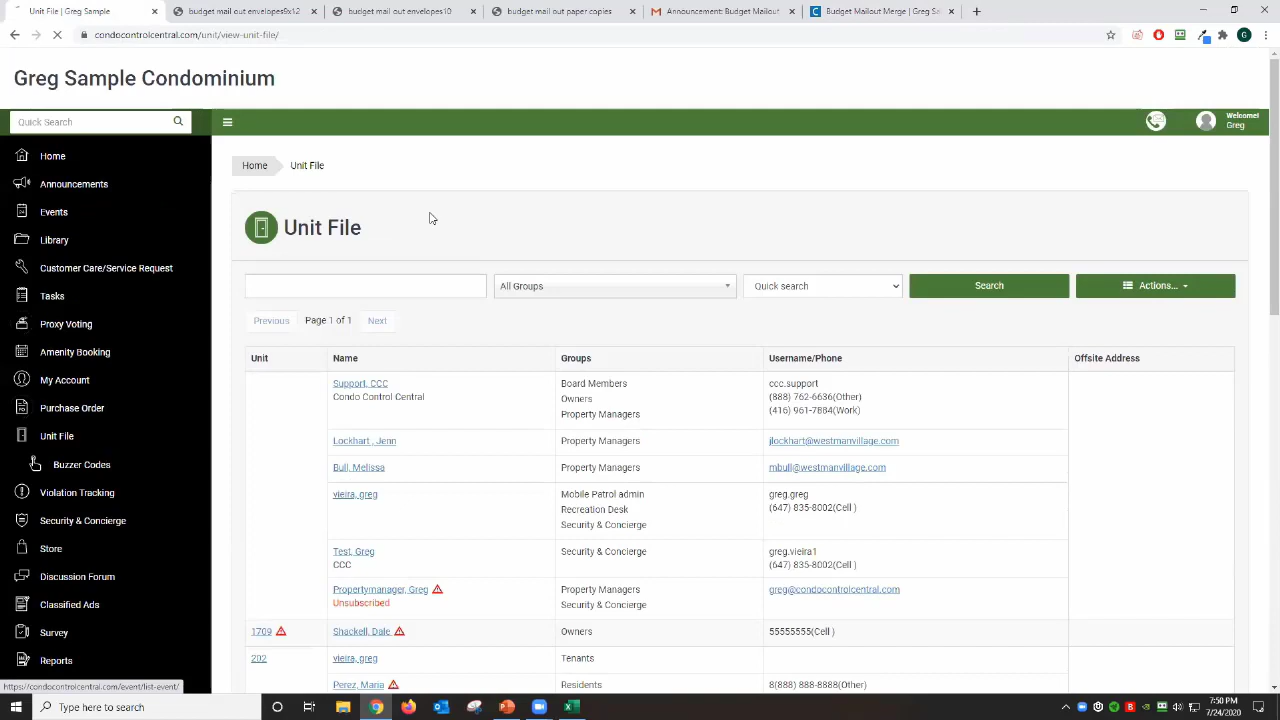 Unit File | Greg Sample Condom
budget mail out envelopes9x12
budget mail out envelopes10
budget mail out paper copies
Announcement: Budget Mailout
Budget Mailout Merge | Greg Sa
condocontrolcentral.com/unit/view-unit-file/
Greg Sample Condominium
Quick Search
Welcome!
Greg
Home
Announcements
Events
Library
Customer Care/Service Request
Tasks
Proxy Voting
Amenity Booking
My Account
Purchase Order
Unit File
Buzzer Codes
Violation Tracking
Security & Concierge
Store
Discussion Forum
Classified Ads
Survey
Reports
https://condocontrolcentral.com/event/list-event/
Home Unit File
Unit File
All Groups Quick search Search Actions...
Previous Page 1 of 1 Next
Unit Name Groups Username/Phone Offsite Address
Support, CCC Board Members ccc.support
Condo Control Central Owners (888) 762-6636(Other)
Property Managers (416) 961-7884(Work)
Lockhart , Jenn Property Managers jlockhart@westmanvillage.com
Bull, Melissa Property Managers mbull@westmanvillage.com
vieira, greg Mobile Patrol admin greg.greg
Recreation Desk (647) 835-8002(Cell )
Security & Concierge
Test, Greg Security & Concierge greg.vieira1
CCC (647) 835-8002(Cell )
Propertymanager, Greg Property Managers greg@condocontrolcentral.com
Unsubscribed Security & Concierge
1709 Shackell, Dale Owners 55555555(Cell )
202 vieira, greg Tenants
Perez, Maria Residents 8(888) 888-8888(Other)
Type here to search
7:50 PM
7/24/2020